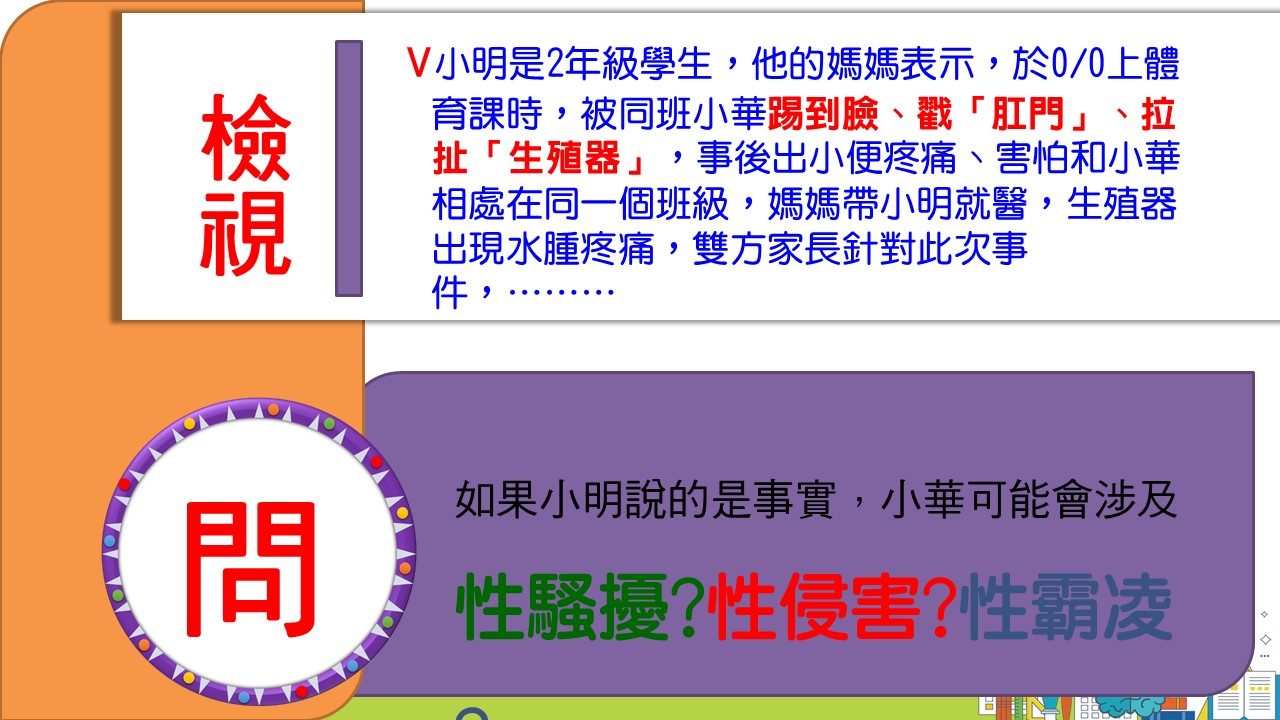 檢視
V小明是2年級學生，他的媽媽表示，於0/0上體
育課時，被同班小華踢到臉、戳「肛門」、拉
扯「生殖器」，事後出小便疼痛、害怕和小華
相處在同一個班級，媽媽帶小明就醫，生殖器
出現水腫疼痛，雙方家長針對此次事
件，………
問
如果小明說的是事實，小華可能會涉及
性騷擾?性侵害?性霸凌